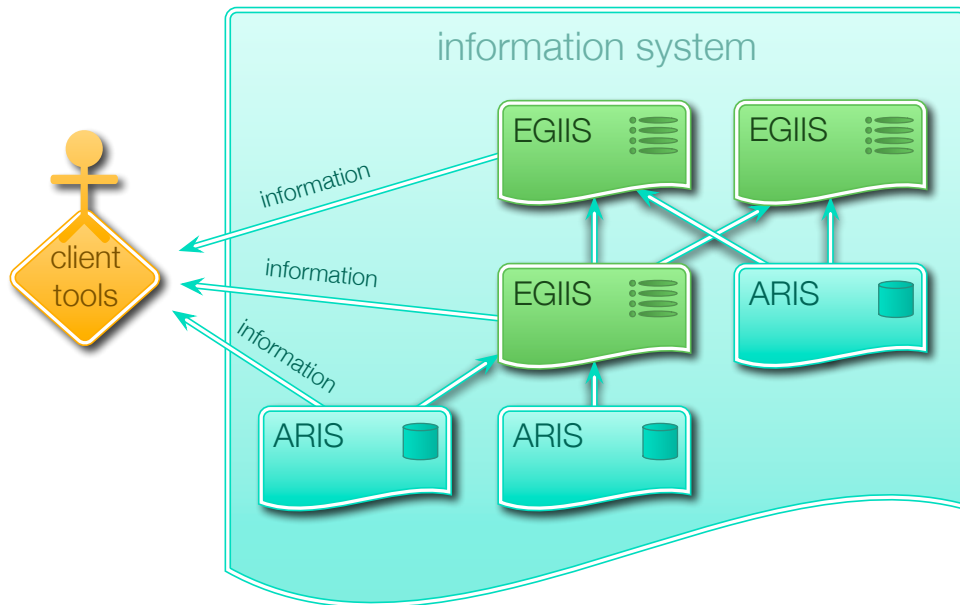 information system
EGIIS
EGIIS
information
client
tools
information
EGIIS
ARIS
information
ARIS
ARIS